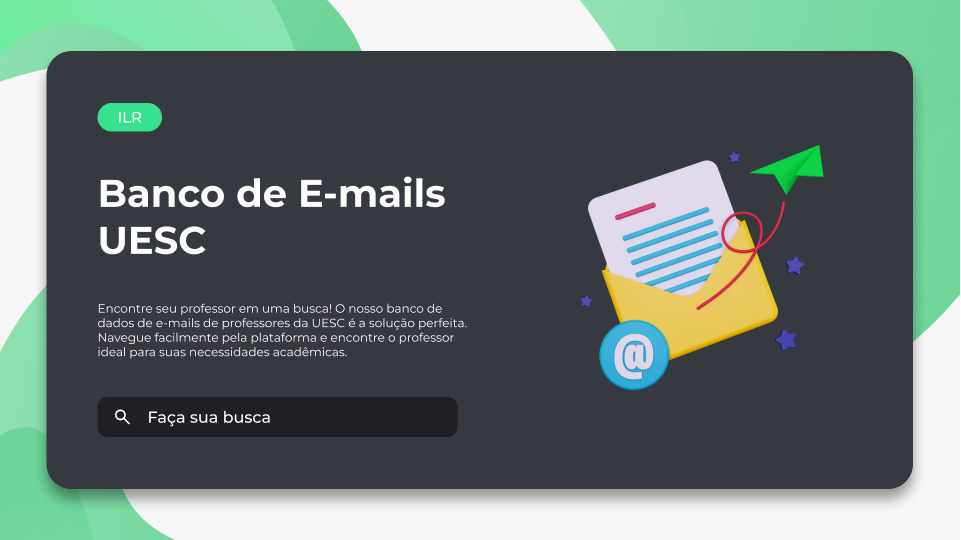 ILR
Banco de E-mails
UESC
Encontre seu professor em uma busca! O nosso banco de
dados de e-mails de professores da UESC é a solução perfeita.
Navegue facilmente pela plataforma e encontre o professor
ideal para suas necessidades acadêmicas.
Faça sua busca
@